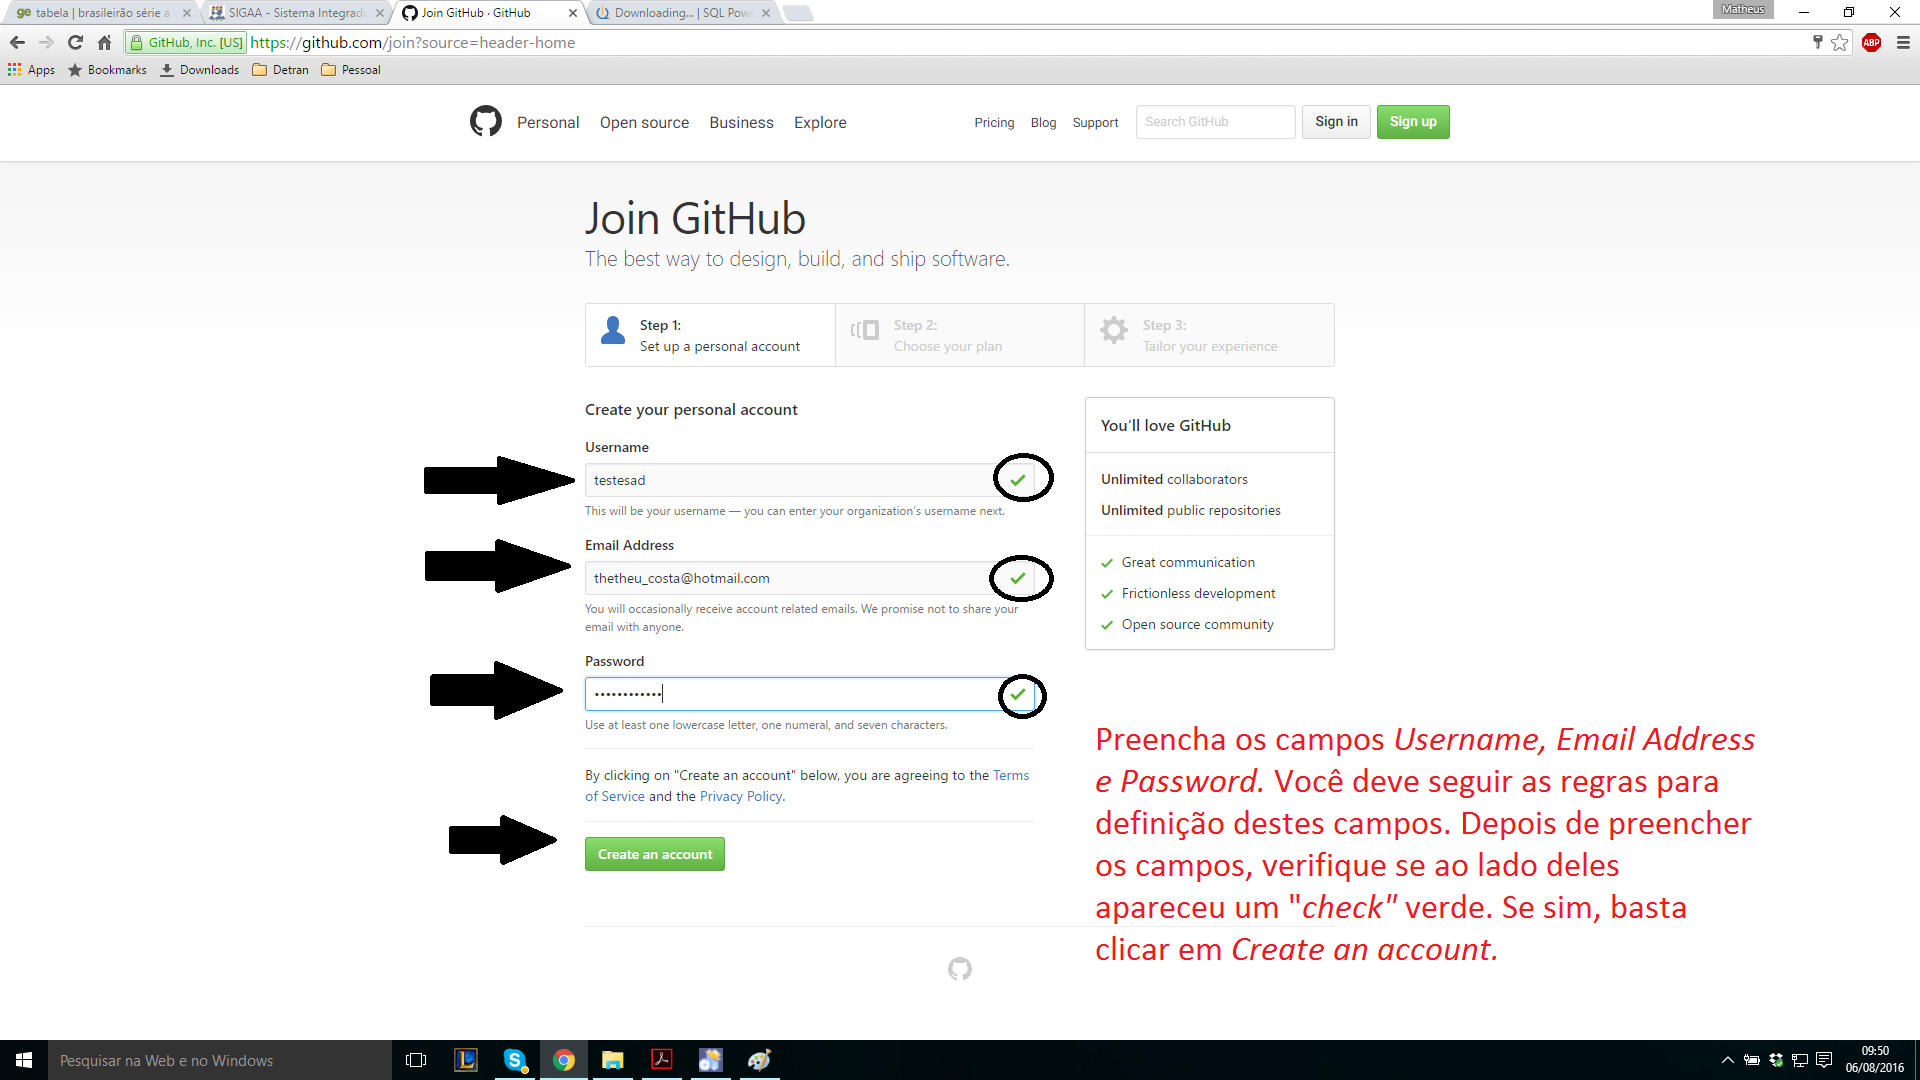 tabela | brasileirão série a
SIGAA - Sistema Integrado
Join GitHub · GitHub
Downloading... | SQL Pow
Matheus
GitHub, Inc. [US] https://github.com/join?source=header-home
ABP
Apps Bookmarks Downloads Detran Pessoal
Personal Open source Business Explore Pricing Blog Support Search GitHub Sign in Sign up
Join GitHub
The best way to design, build, and ship software.
Step 1:
Set up a personal account
Step 2:
Choose your plan
Step 3:
Tailor your experience
Create your personal account
Username
testesad
This will be your username — you can enter your organization's username next.
Email Address
thetheu_costa@hotmail.com
You will occasionally receive account related emails. We promise not to share your
email with anyone.
Password
••••••••••••
Use at least one lowercase letter, one numeral, and seven characters.
By clicking on "Create an account" below, you are agreeing to the Terms
of Service and the Privacy Policy.
Create an account
You'll love GitHub
Unlimited collaborators
Unlimited public repositories
Great communication
Frictionless development
Open source community
Preencha os campos Username, Email Address
e Password. Você deve seguir as regras para
definição destes campos. Depois de preencher
os campos, verifique se ao lado deles
apareceu um "check" verde. Se sim, basta
clicar em Create an account.
Pesquisar na Web e no Windows
09:50
06/08/2016